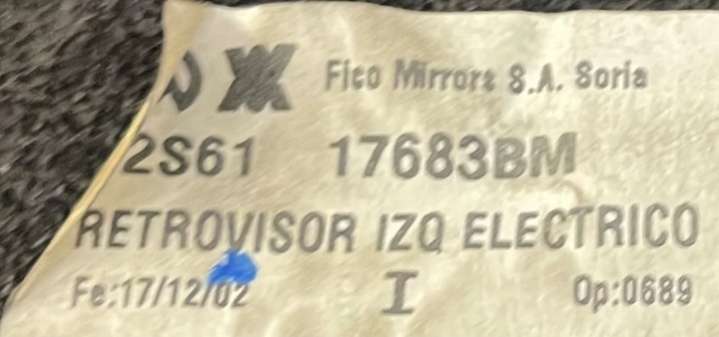 Fico Mirrors S.A. Soria
2S61 17683BM
RETROVISOR IZQ ELECTRICO
Fe:17/12/02 I Op:0689